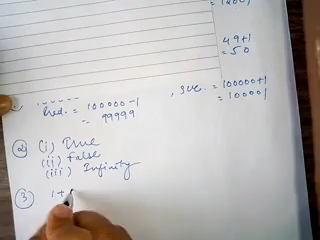 49+1
= 50
Pred. = 100000-1
= 99999
, Suc. = 100000+1
= 100001
(2) (i) True
(ii) False
(iii) Infinity
(3) 1+